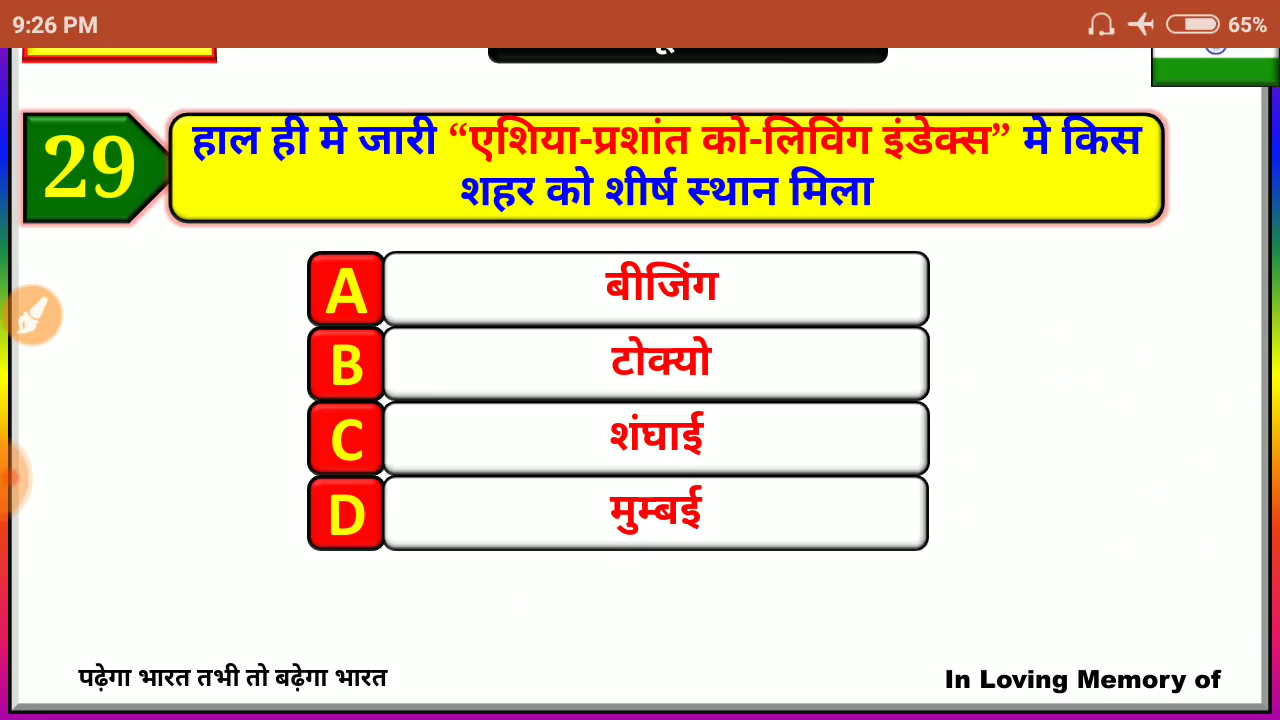 9:26 PM
65%
29
हाल ही मे जारी “एशिया-प्रशांत को-लिविंग इंडेक्स” मे किस
शहर को शीर्ष स्थान मिला
A बीजिंग
B टोक्यो
C शंघाई
D मुम्बई
पढ़ेगा भारत तभी तो बढ़ेगा भारत
In Loving Memory of